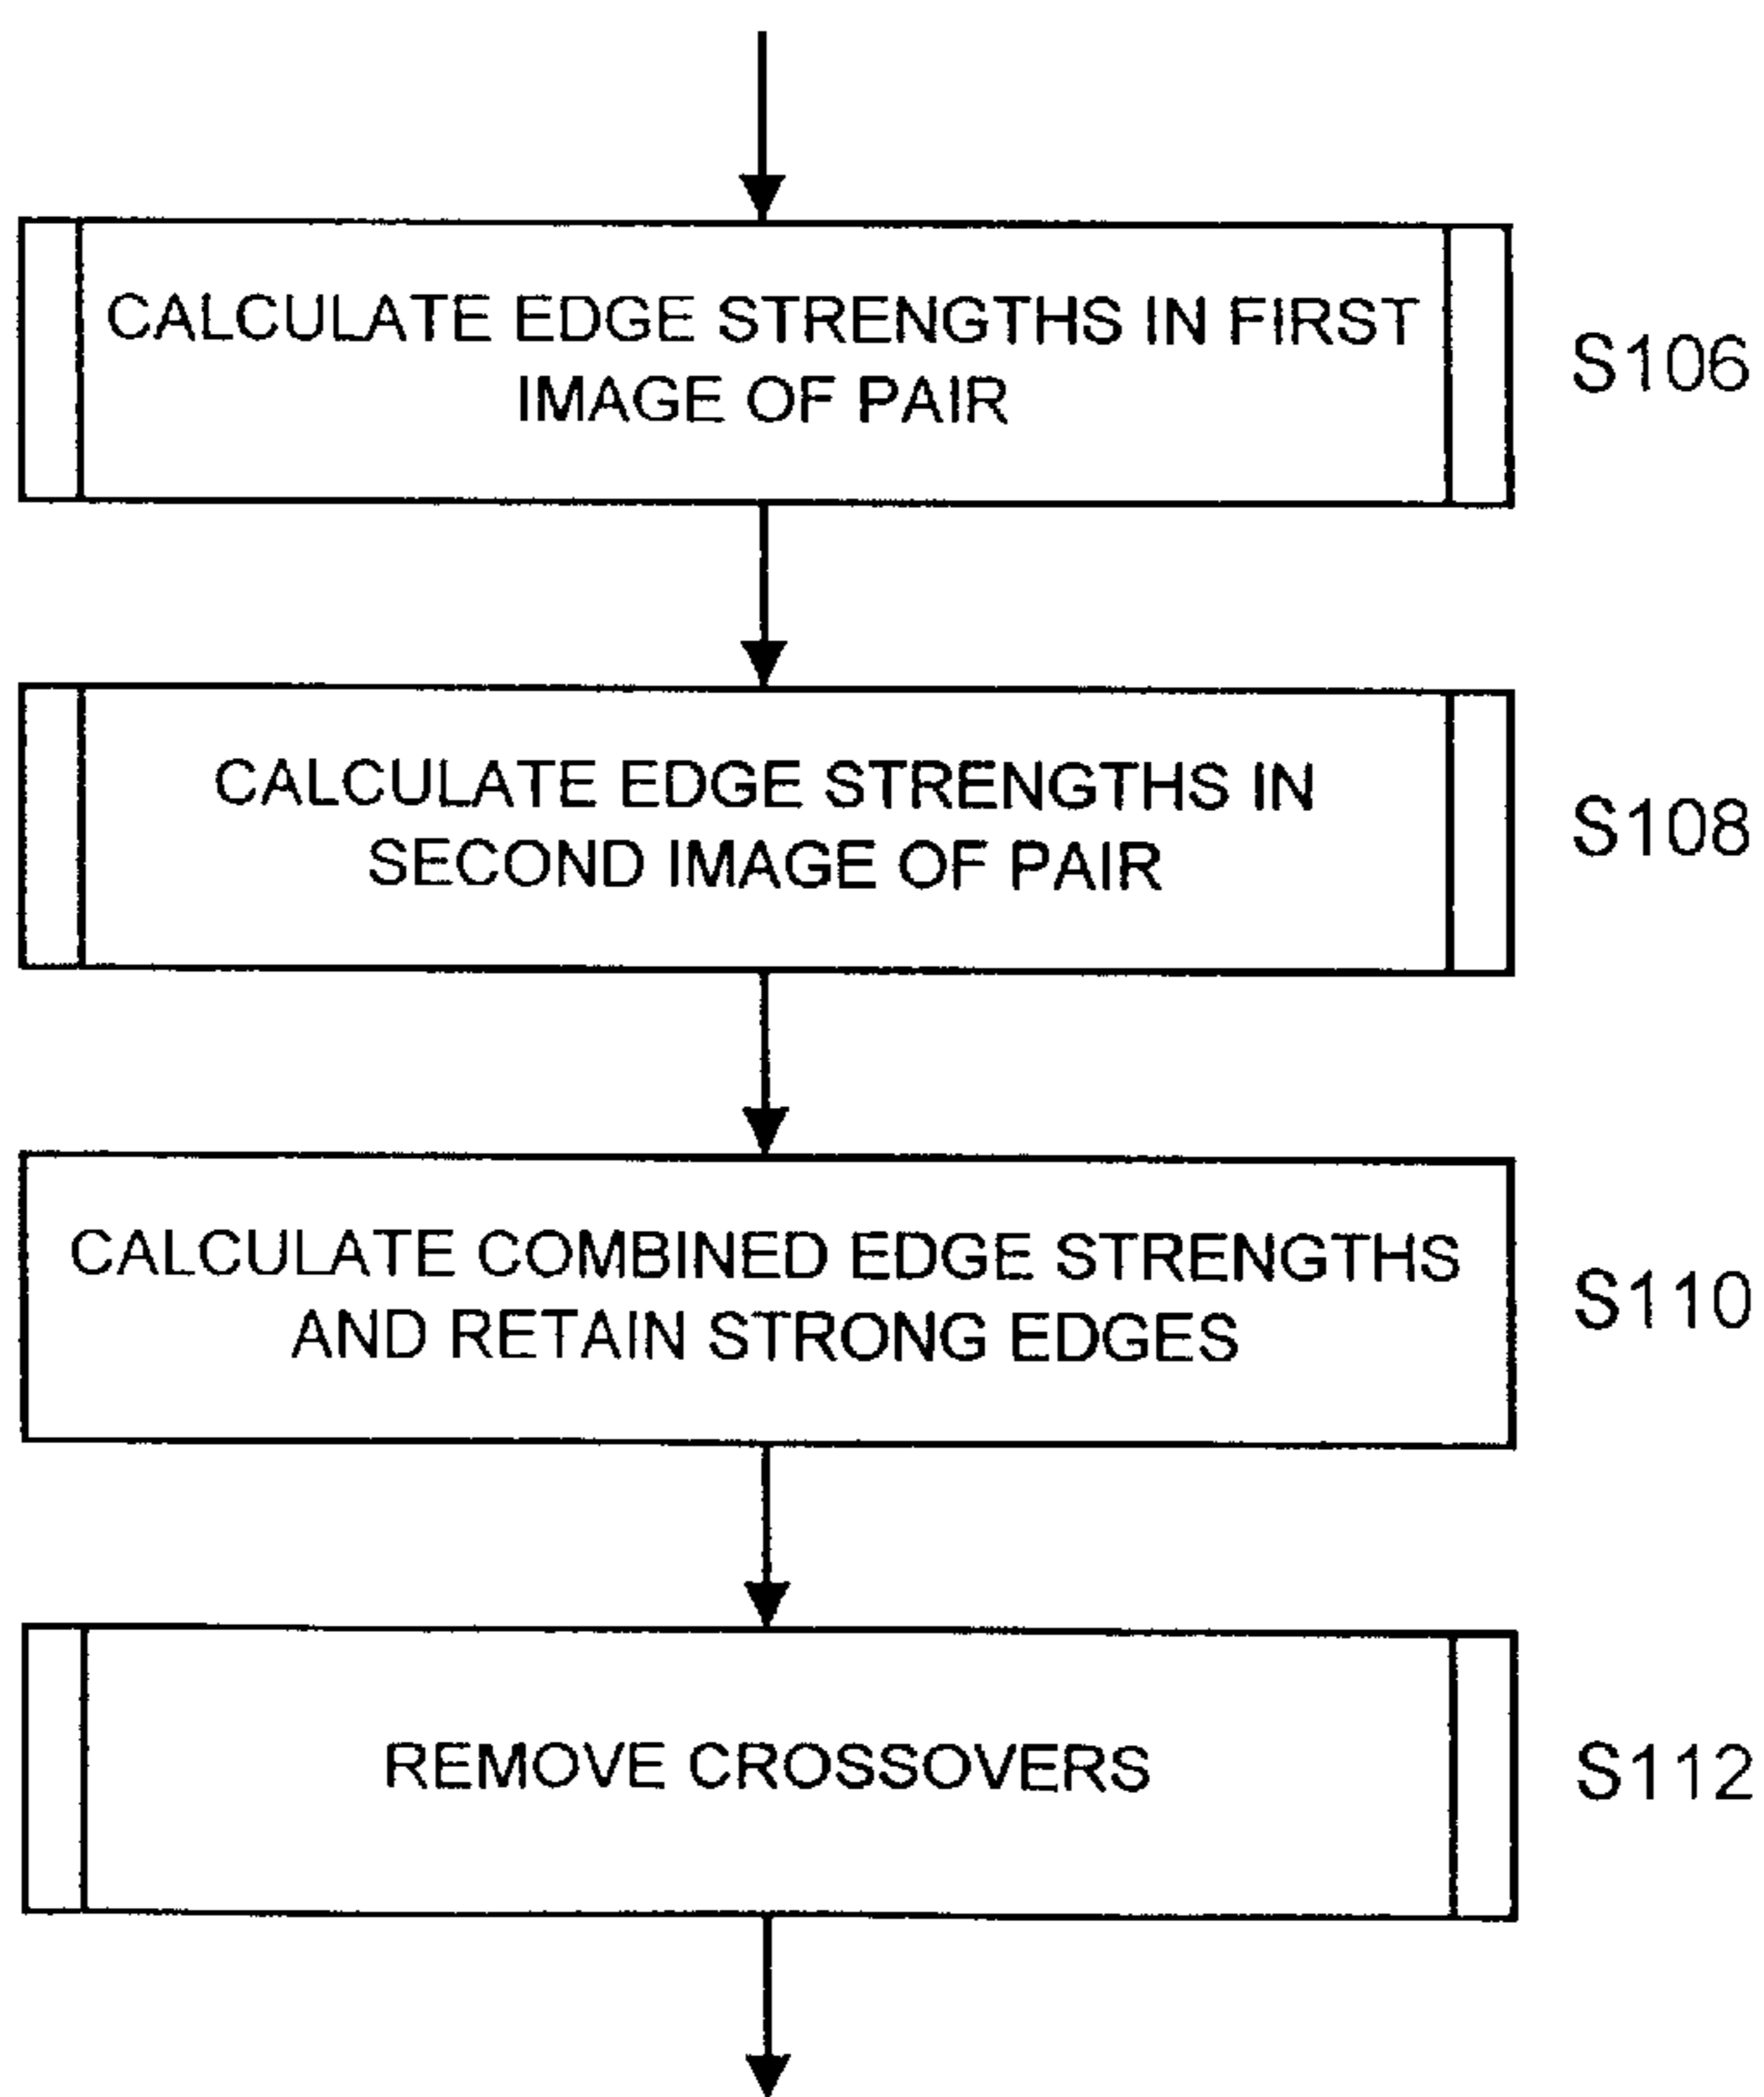 CALCULATE EDGE STRENGTHS IN FIRST
IMAGE OF PAIR
S106
CALCULATE EDGE STRENGTHS IN
SECOND IMAGE OF PAIR
S108
CALCULATE COMBINED EDGE STRENGTHS
AND RETAIN STRONG EDGES
S110
REMOVE CROSSOVERS
S112